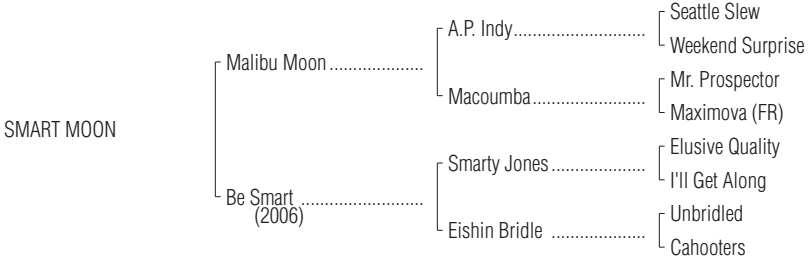 Seattle Slew
A.P. Indy..............................
Weekend Surprise
Malibu Moon .....................
Mr. Prospector
Macoumba..........................
Maximova (FR)
SMART MOON
Elusive Quality
Smarty Jones .....................
I'll Get Along
Be Smart ...........................
(2006)
Unbridled
Eishin Bridle .....................
Cahooters